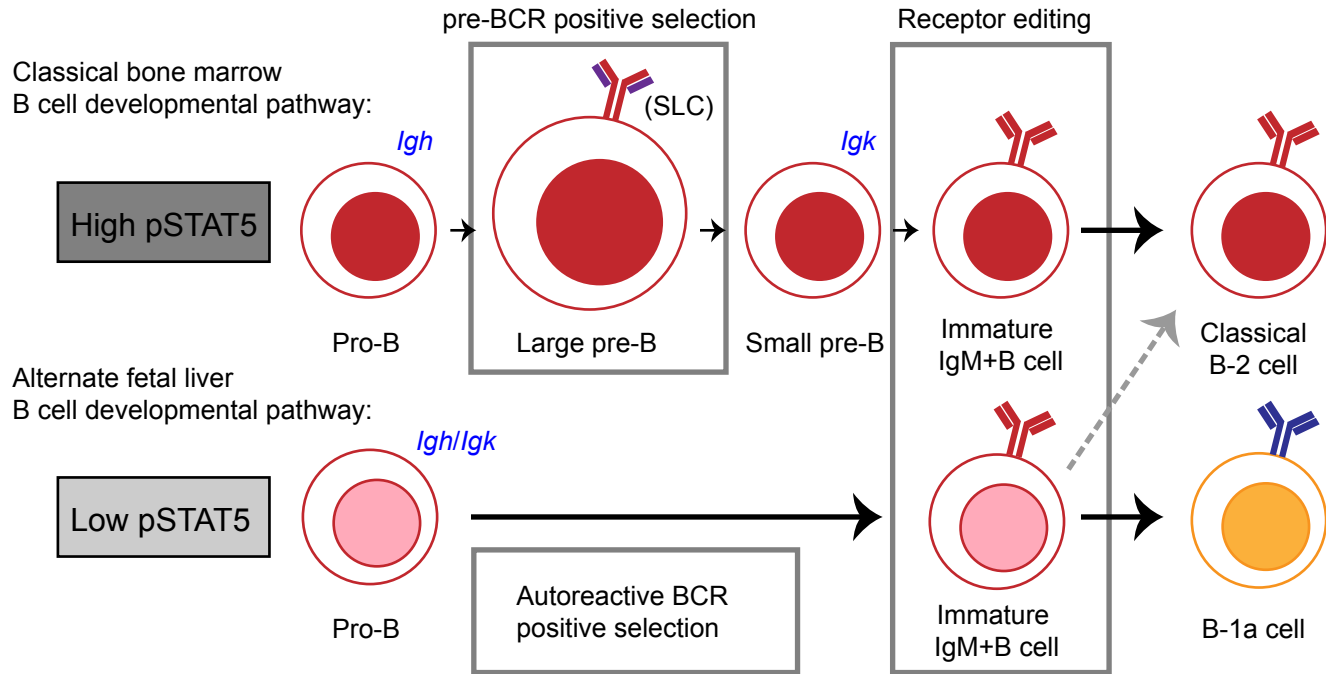 pre-BCR positive selection
Receptor editing
Classical bone marrow
B cell developmental pathway:
(SLC)
Igh
Igk
High pSTAT5
Pro-B
Large pre-B
Small pre-B
Immature
IgM+B cell
Classical
B-2 cell
Alternate fetal liver
B cell developmental pathway:
Igh/Igk
Low pSTAT5
Autoreactive BCR
positive selection
Pro-B
Immature
IgM+B cell
B-1a cell